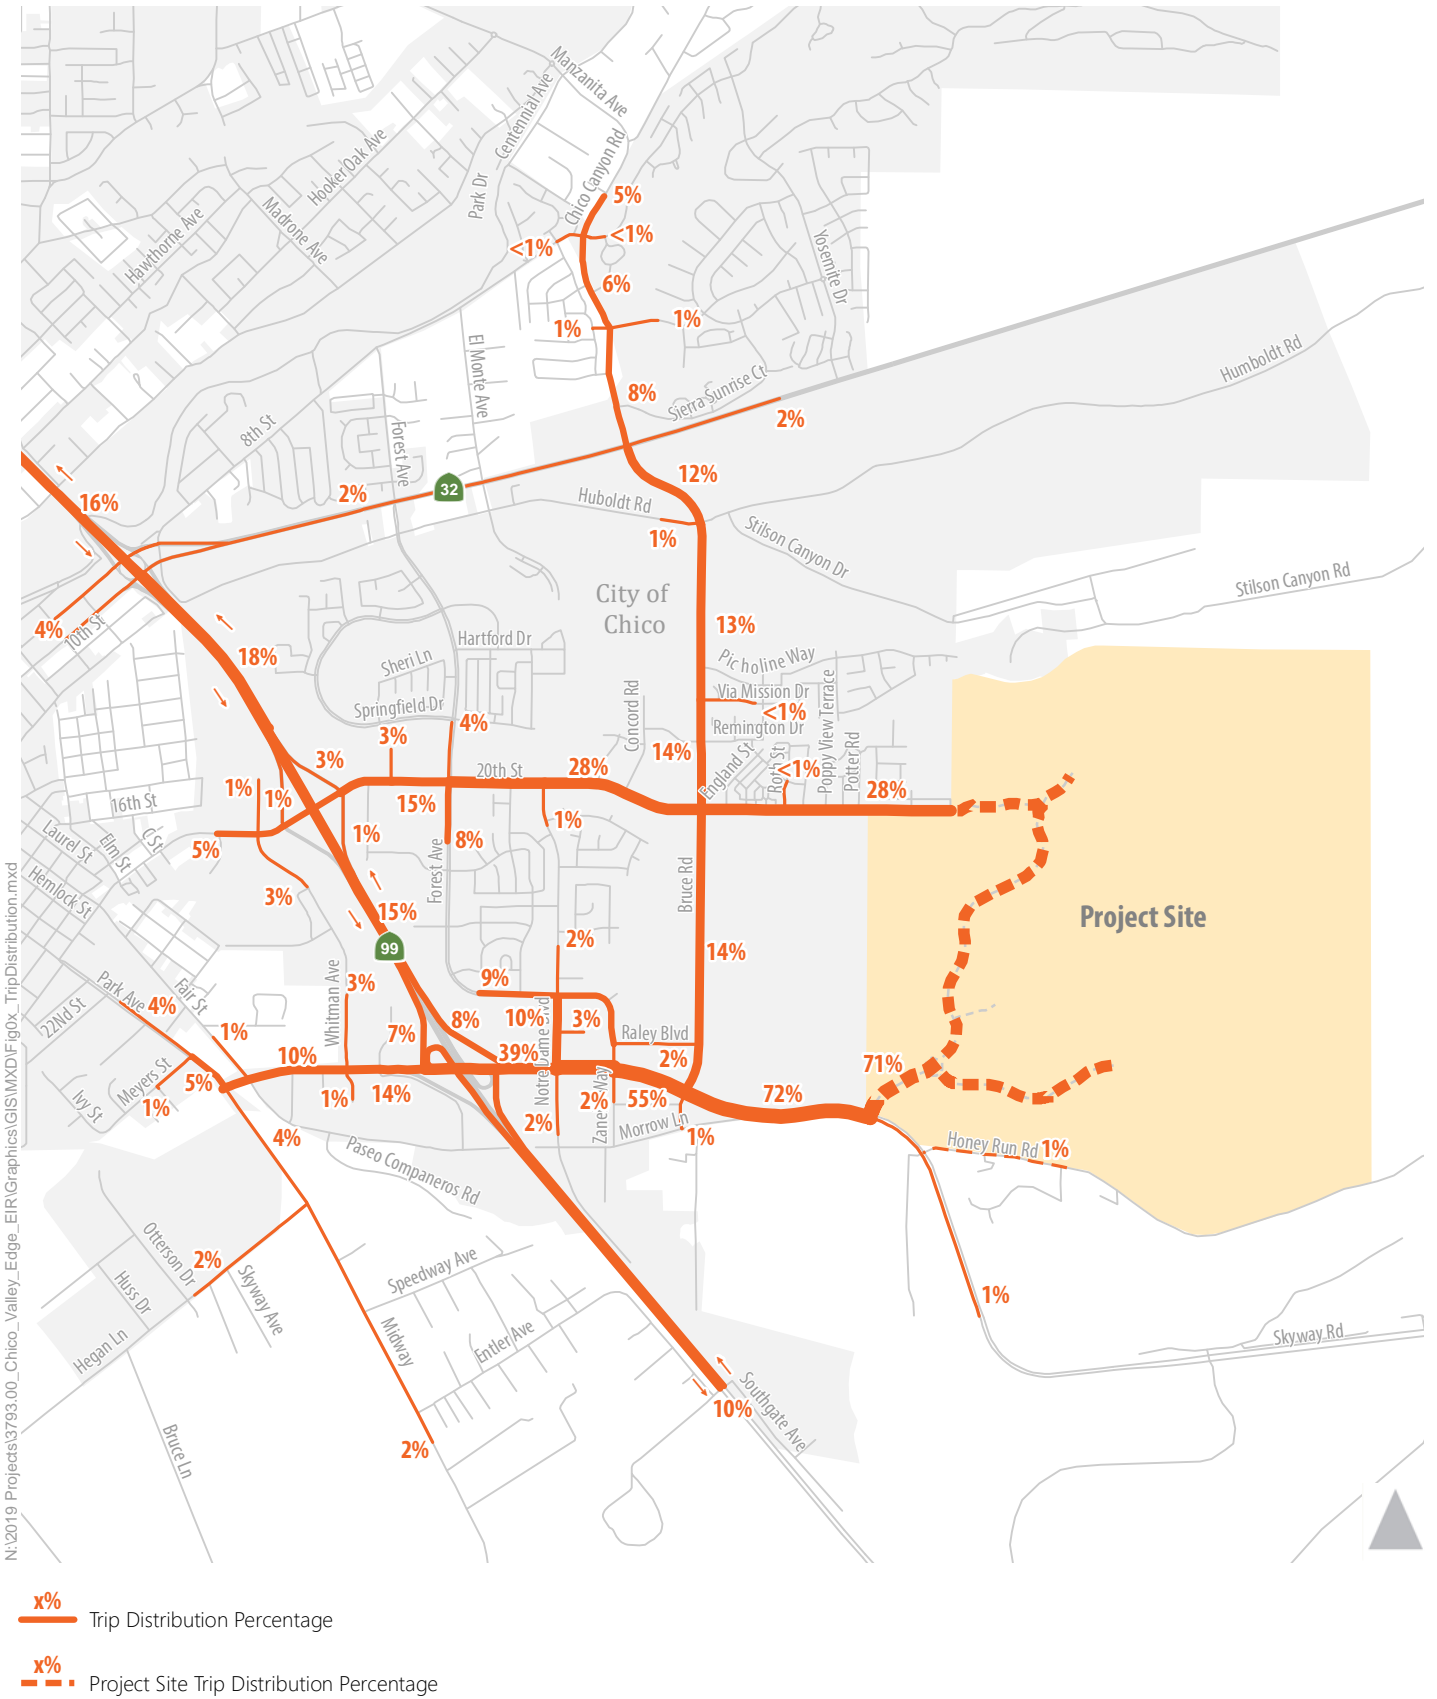 Manzanita Ave
Centennial Ave
Hooker Oak Ave
Park Dr
Chico Canyon Rd
5%
Madrone Ave
Hawthorne Ave
<1%
<1%
Yosemite Dr
6%
1%
1%
El Monte Ave
Humboldt Rd
8%
Sierra Sunrise Ct
2%
8th St
Forest Ave
12%
32
2%
16%
Huboldt Rd
1%
Stilson Canyon Dr
Stilson Canyon Rd
City of
Chico
4%
10th St
13%
Hartford Dr
18%
Sheri Ln
Pic holine Way
Via Mission Dr
<1%
Springfield Dr
Concord Rd
Remington Dr
Poppy View Terrace
4%
3%
3%
14%
England St
Roth St
<1%
Potter Rd
20th St
28%
28%
1%
1%
16th St
15%
1%
1%
8%
5%
Laurel St
Elm St
C St
Forest Ave
Bruce Rd
Hemlock St
3%
15%
Project Site
99
2%
14%
9%
3%
Whitman Ave
Park Ave
4%
Fair St
22Nd St
1%
7%
8%
10%
Notre Dame Blvd
3%
Raley Blvd
10%
39%
2%
71%
Meyers St
5%
1%
Ivy St
1%
14%
2%
55%
72%
Zane Way
2%
Morrow Ln
1%
4%
Honey Run Rd
1%
Paseo Companeros Rd
2%
Otterson Dr
Huss Dr
Skyway Ave
Speedway Ave
1%
Hegan Ln
Midway
Entler Ave
Skyway Rd
10%
Southgate Ave
2%
Bruce Ln
N:\2019 Projects\3793.00_Chico_Valley_Edge_EIR\Graphics\GIS\MXD\Fig0x_TripDistribution.mxd
x%
Trip Distribution Percentage
x%
Project Site Trip Distribution Percentage